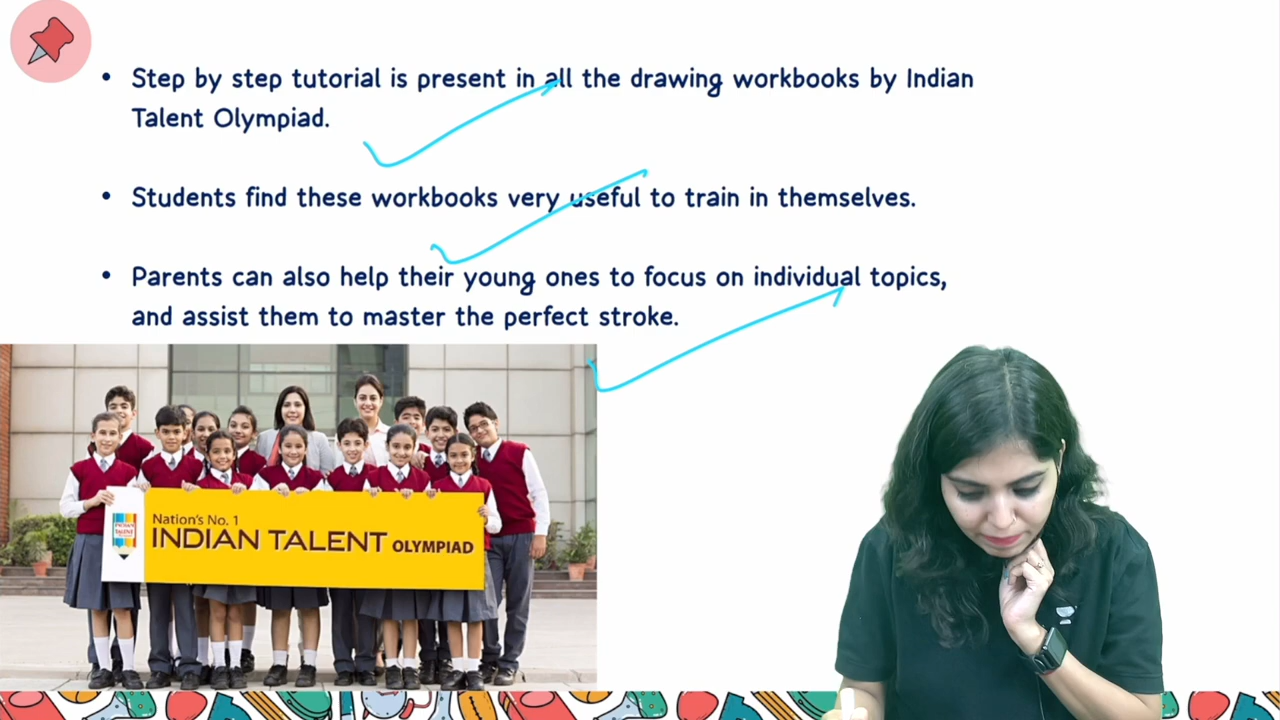 • Step by step tutorial is present in all the drawing workbooks by Indian
Talent Olympiad.
• Students find these workbooks very useful to train in themselves.
• Parents can also help their young ones to focus on individual topics,
and assist them to master the perfect stroke.
Nation's No. 1
INDIAN TALENT OLYMPIAD
INDIAN
TALENT